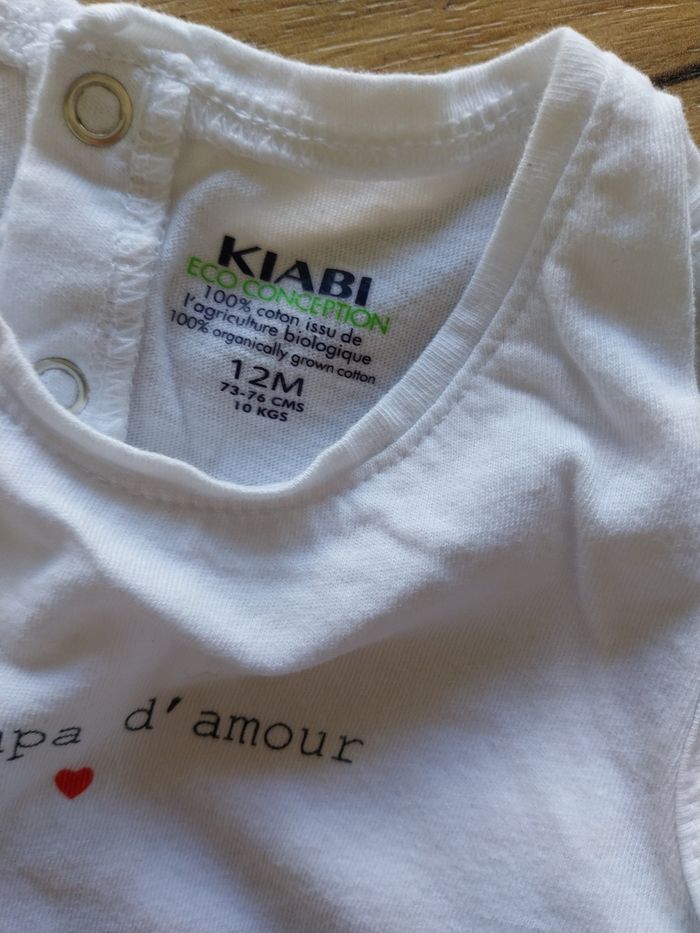 KIABI
ECO CONCEPTION
100% coton issu de
l'agriculture biologique
100% organically grown cotton
12M
73-76 CMS
10 KGS
d'amour